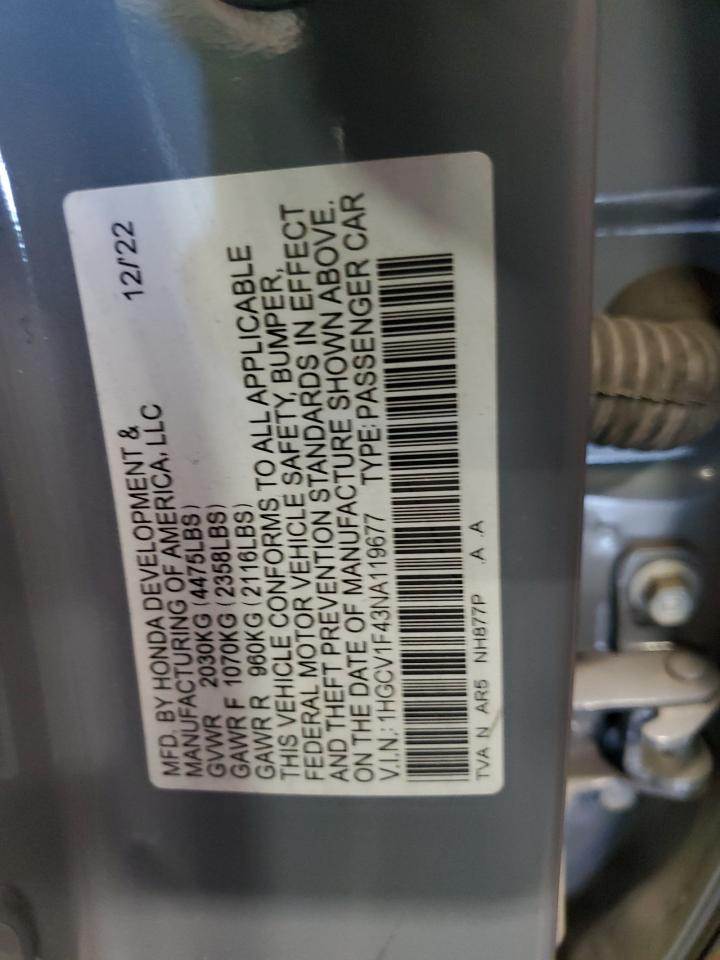 MFD. BY HONDA DEVELOPMENT & 12/'22
MANUFACTURING OF AMERICA, LLC
GVWR 2030KG (4475LBS)
GAWR F 1070KG (2358LBS)
GAWR R 960KG (2116LBS)
THIS VEHICLE CONFORMS TO ALL APPLICABLE
FEDERAL MOTOR VEHICLE SAFETY, BUMPER,
AND THEFT PREVENTION STANDARDS IN EFFECT
ON THE DATE OF MANUFACTURE SHOWN ABOVE.
V.I.N.: 1HGCV1F43NA119677 TYPE: PASSENGER CAR
TVA N AR5 NH877P .A .A